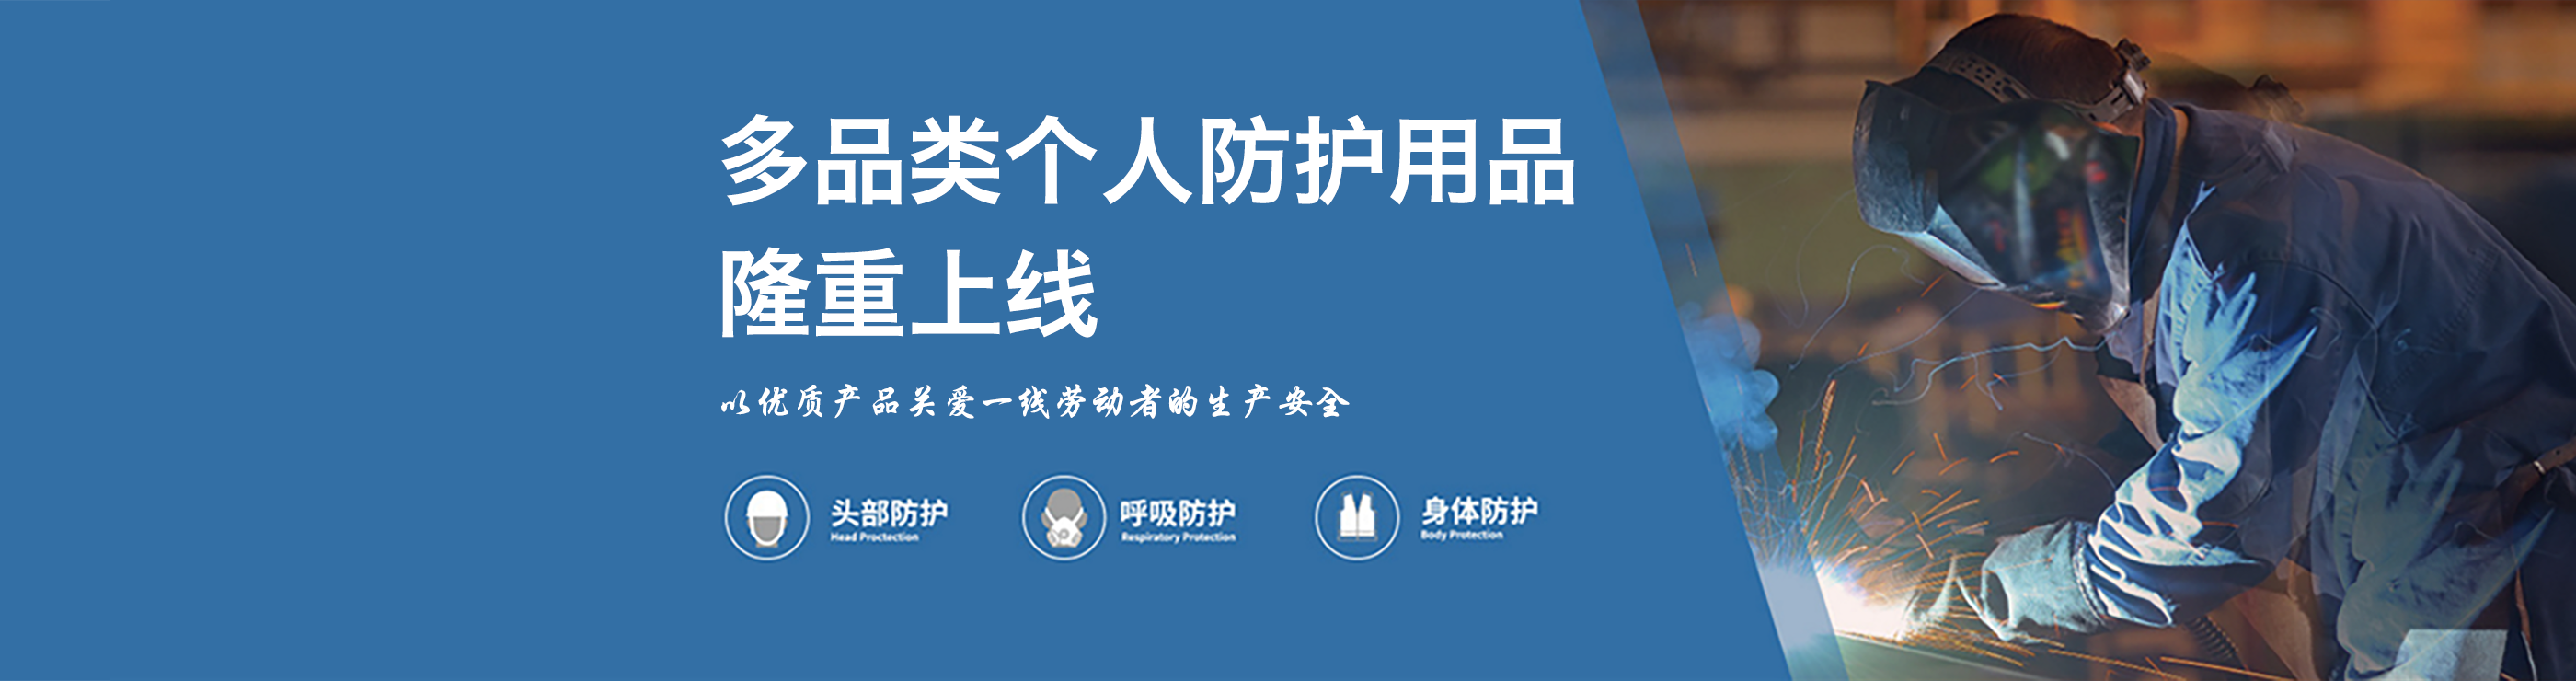 多品类个人防护用品
隆重上线
以优质产品关爱一线劳动者的生产安全
头部防护
Head Proctection
呼吸防护
Respiratory Protection
身体防护
Body Protection